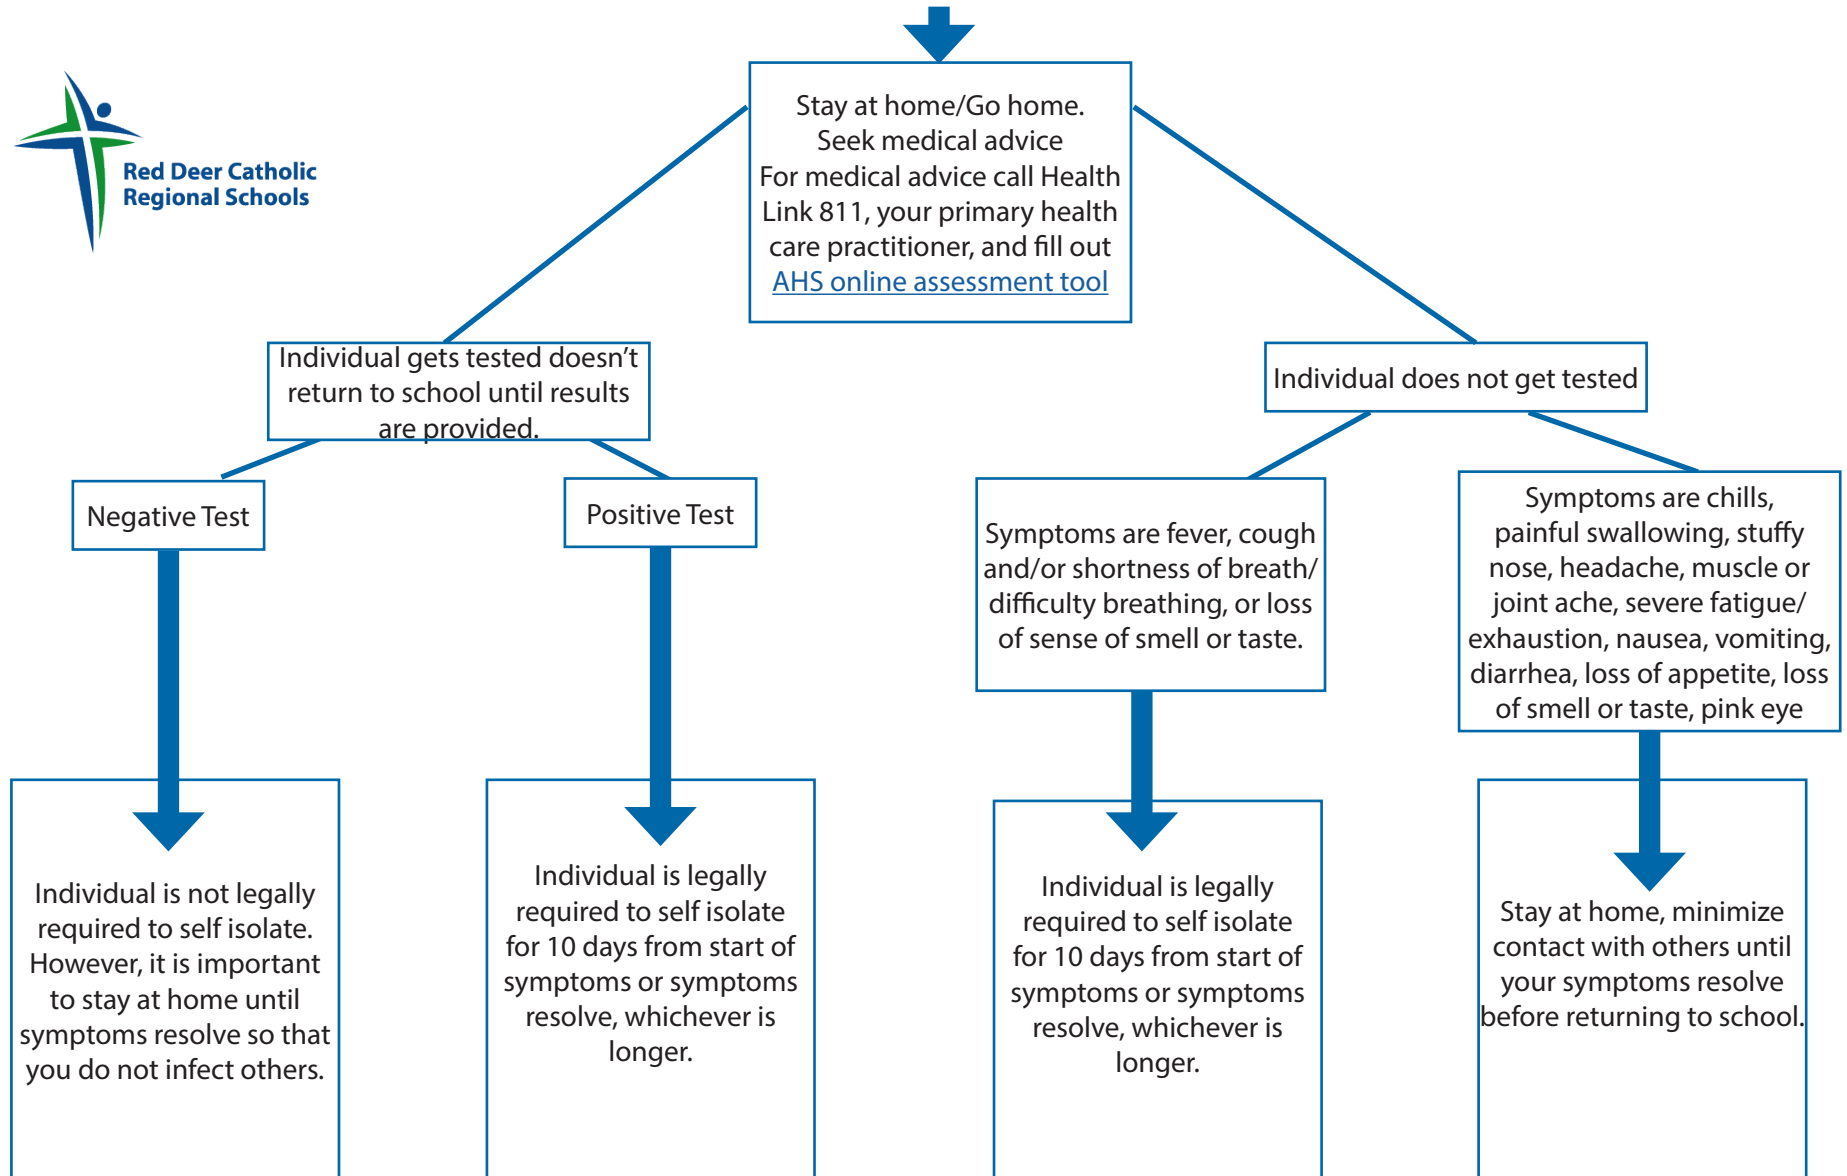 Red Deer Catholic
Regional Schools
Stay at home/Go home.
Seek medical advice
For medical advice call Health
Link 811, your primary health
care practitioner, and fill out
AHS online assessment tool
Individual gets tested doesn't
return to school until results
are provided.
Individual does not get tested
Negative Test
Positive Test
Symptoms are fever, cough
and/or shortness of breath/
difficulty breathing, or loss
of sense of smell or taste.
Symptoms are chills,
painful swallowing, stuffy
nose, headache, muscle or
joint ache, severe fatigue/
exhaustion, nausea, vomiting,
diarrhea, loss of appetite, loss
of smell or taste, pink eye
Individual is not legally
required to self isolate.
However, it is important
to stay at home until
symptoms resolve so that
you do not infect others.
Individual is legally
required to self isolate
for 10 days from start of
symptoms or symptoms
resolve, whichever is
longer.
Individual is legally
required to self isolate
for 10 days from start of
symptoms or symptoms
resolve, whichever is
longer.
Stay at home, minimize
contact with others until
your symptoms resolve
before returning to school.